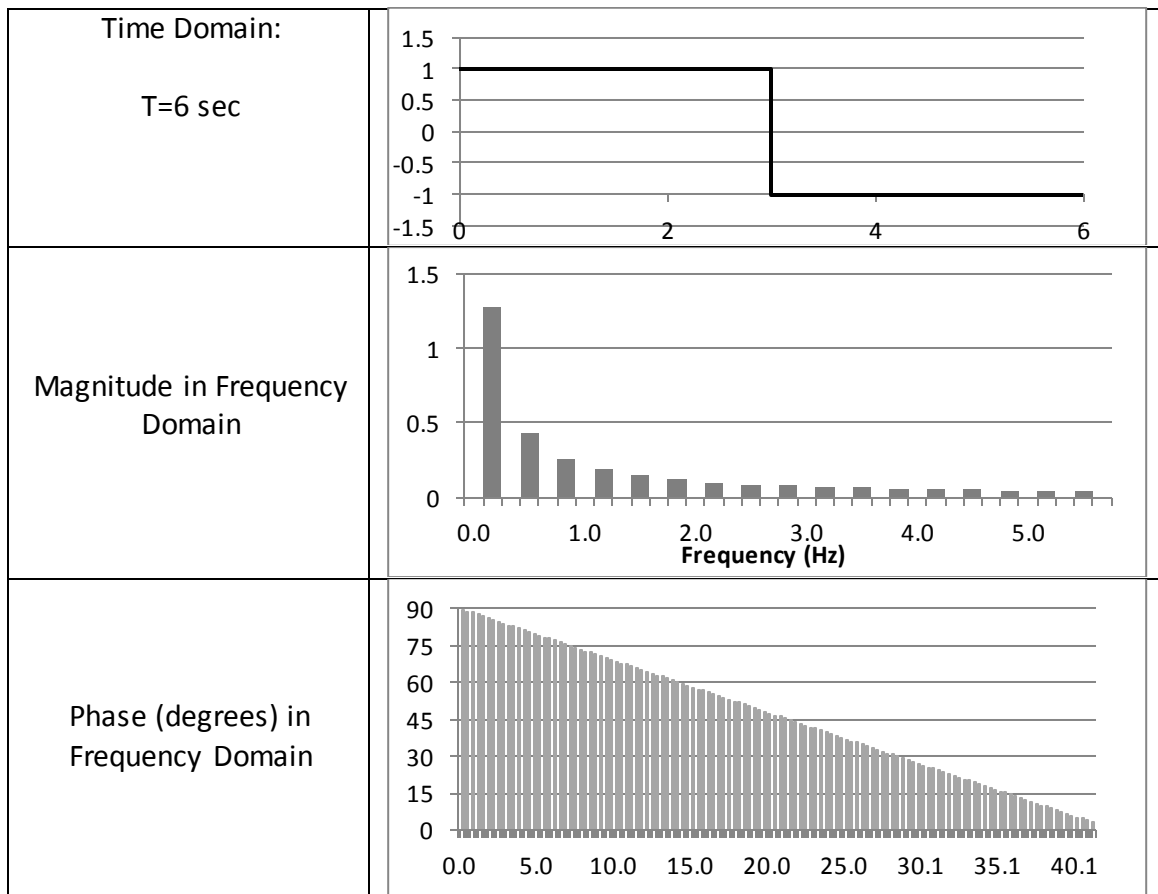 Time Domain:
T=6 sec
1.5
1
0.5
0
-0.5
-1
-1.5
0 2 4 6
Magnitude in Frequency
Domain
1.5
1
0.5
0
0.0 1.0 2.0 3.0 4.0 5.0
Frequency (Hz)
Phase (degrees) in
Frequency Domain
90
75
60
45
30
15
0
0.0 5.0 10.0 15.0 20.0 25.0 30.1 35.1 40.1